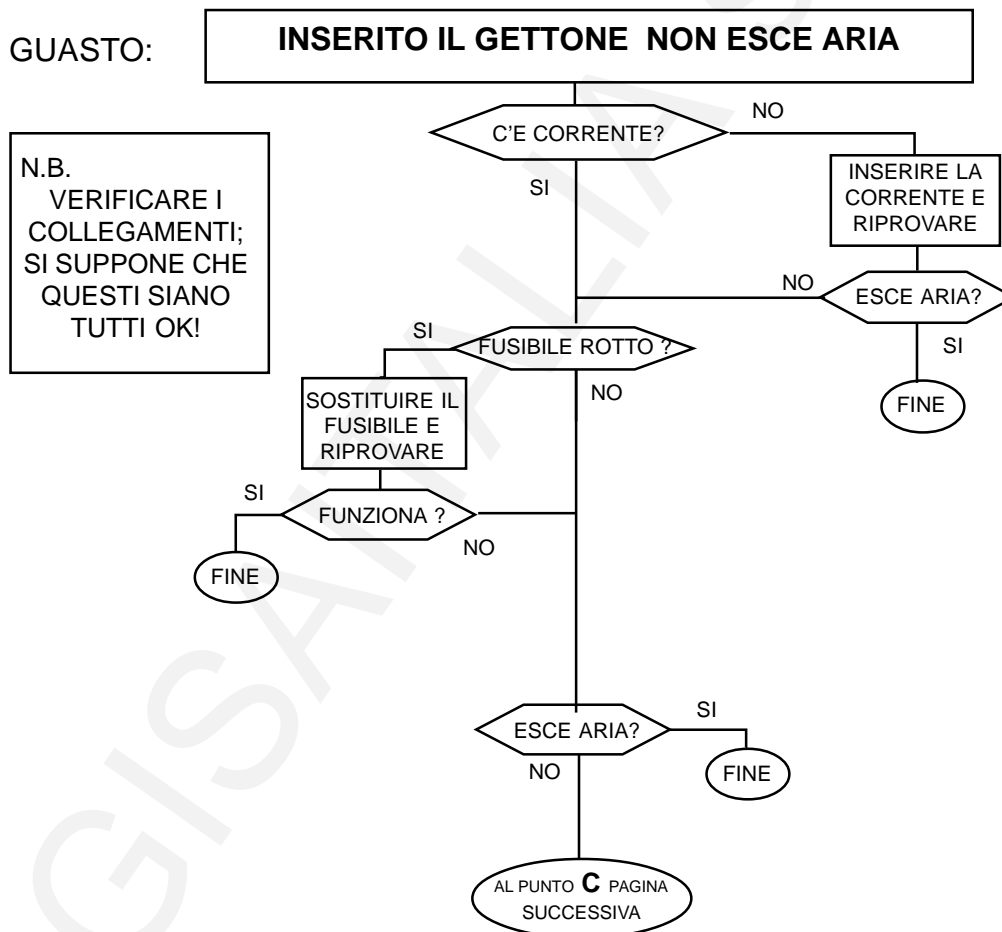 GUASTO:
INSERITO IL GETTONE NON ESCE ARIA
N.B.
VERIFICARE I
COLLEGAMENTI;
SI SUPPONE CHE
QUESTI SIANO
TUTTI OK!
C'E CORRENTE?
NO
SI
INSERIRE LA
CORRENTE E
RIPROVARE
NO
ESCE ARIA?
SI
FINE
SI
FUSIBILE ROTTO ?
NO
SOSTITUIRE IL
FUSIBILE E
RIPROVARE
SI
FUNZIONA ?
NO
FINE
ESCE ARIA?
SI
NO
FINE
AL PUNTO C PAGINA
SUCCESSIVA
GISAITALIA